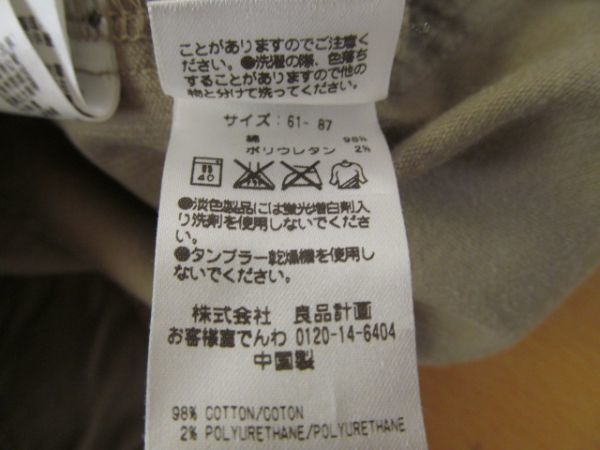 ことがありますのでご注意く
ださい。●洗濯の際、色落ち
することがありますので他の
物と分けて洗ってください。
サイズ:61- 87
綿 98%
ポリウレタン 2%
40
●淡色製品には蛍光増白剤入
り洗剤を使用しないでくださ
い。
●タンブラー乾燥機を使用し
ないでください。
株式会社 良品計画
お客様室でんわ 0120-14-6404
中国製
98% COTTON/COTON
2% POLYURETHANE/POLYURETHANE